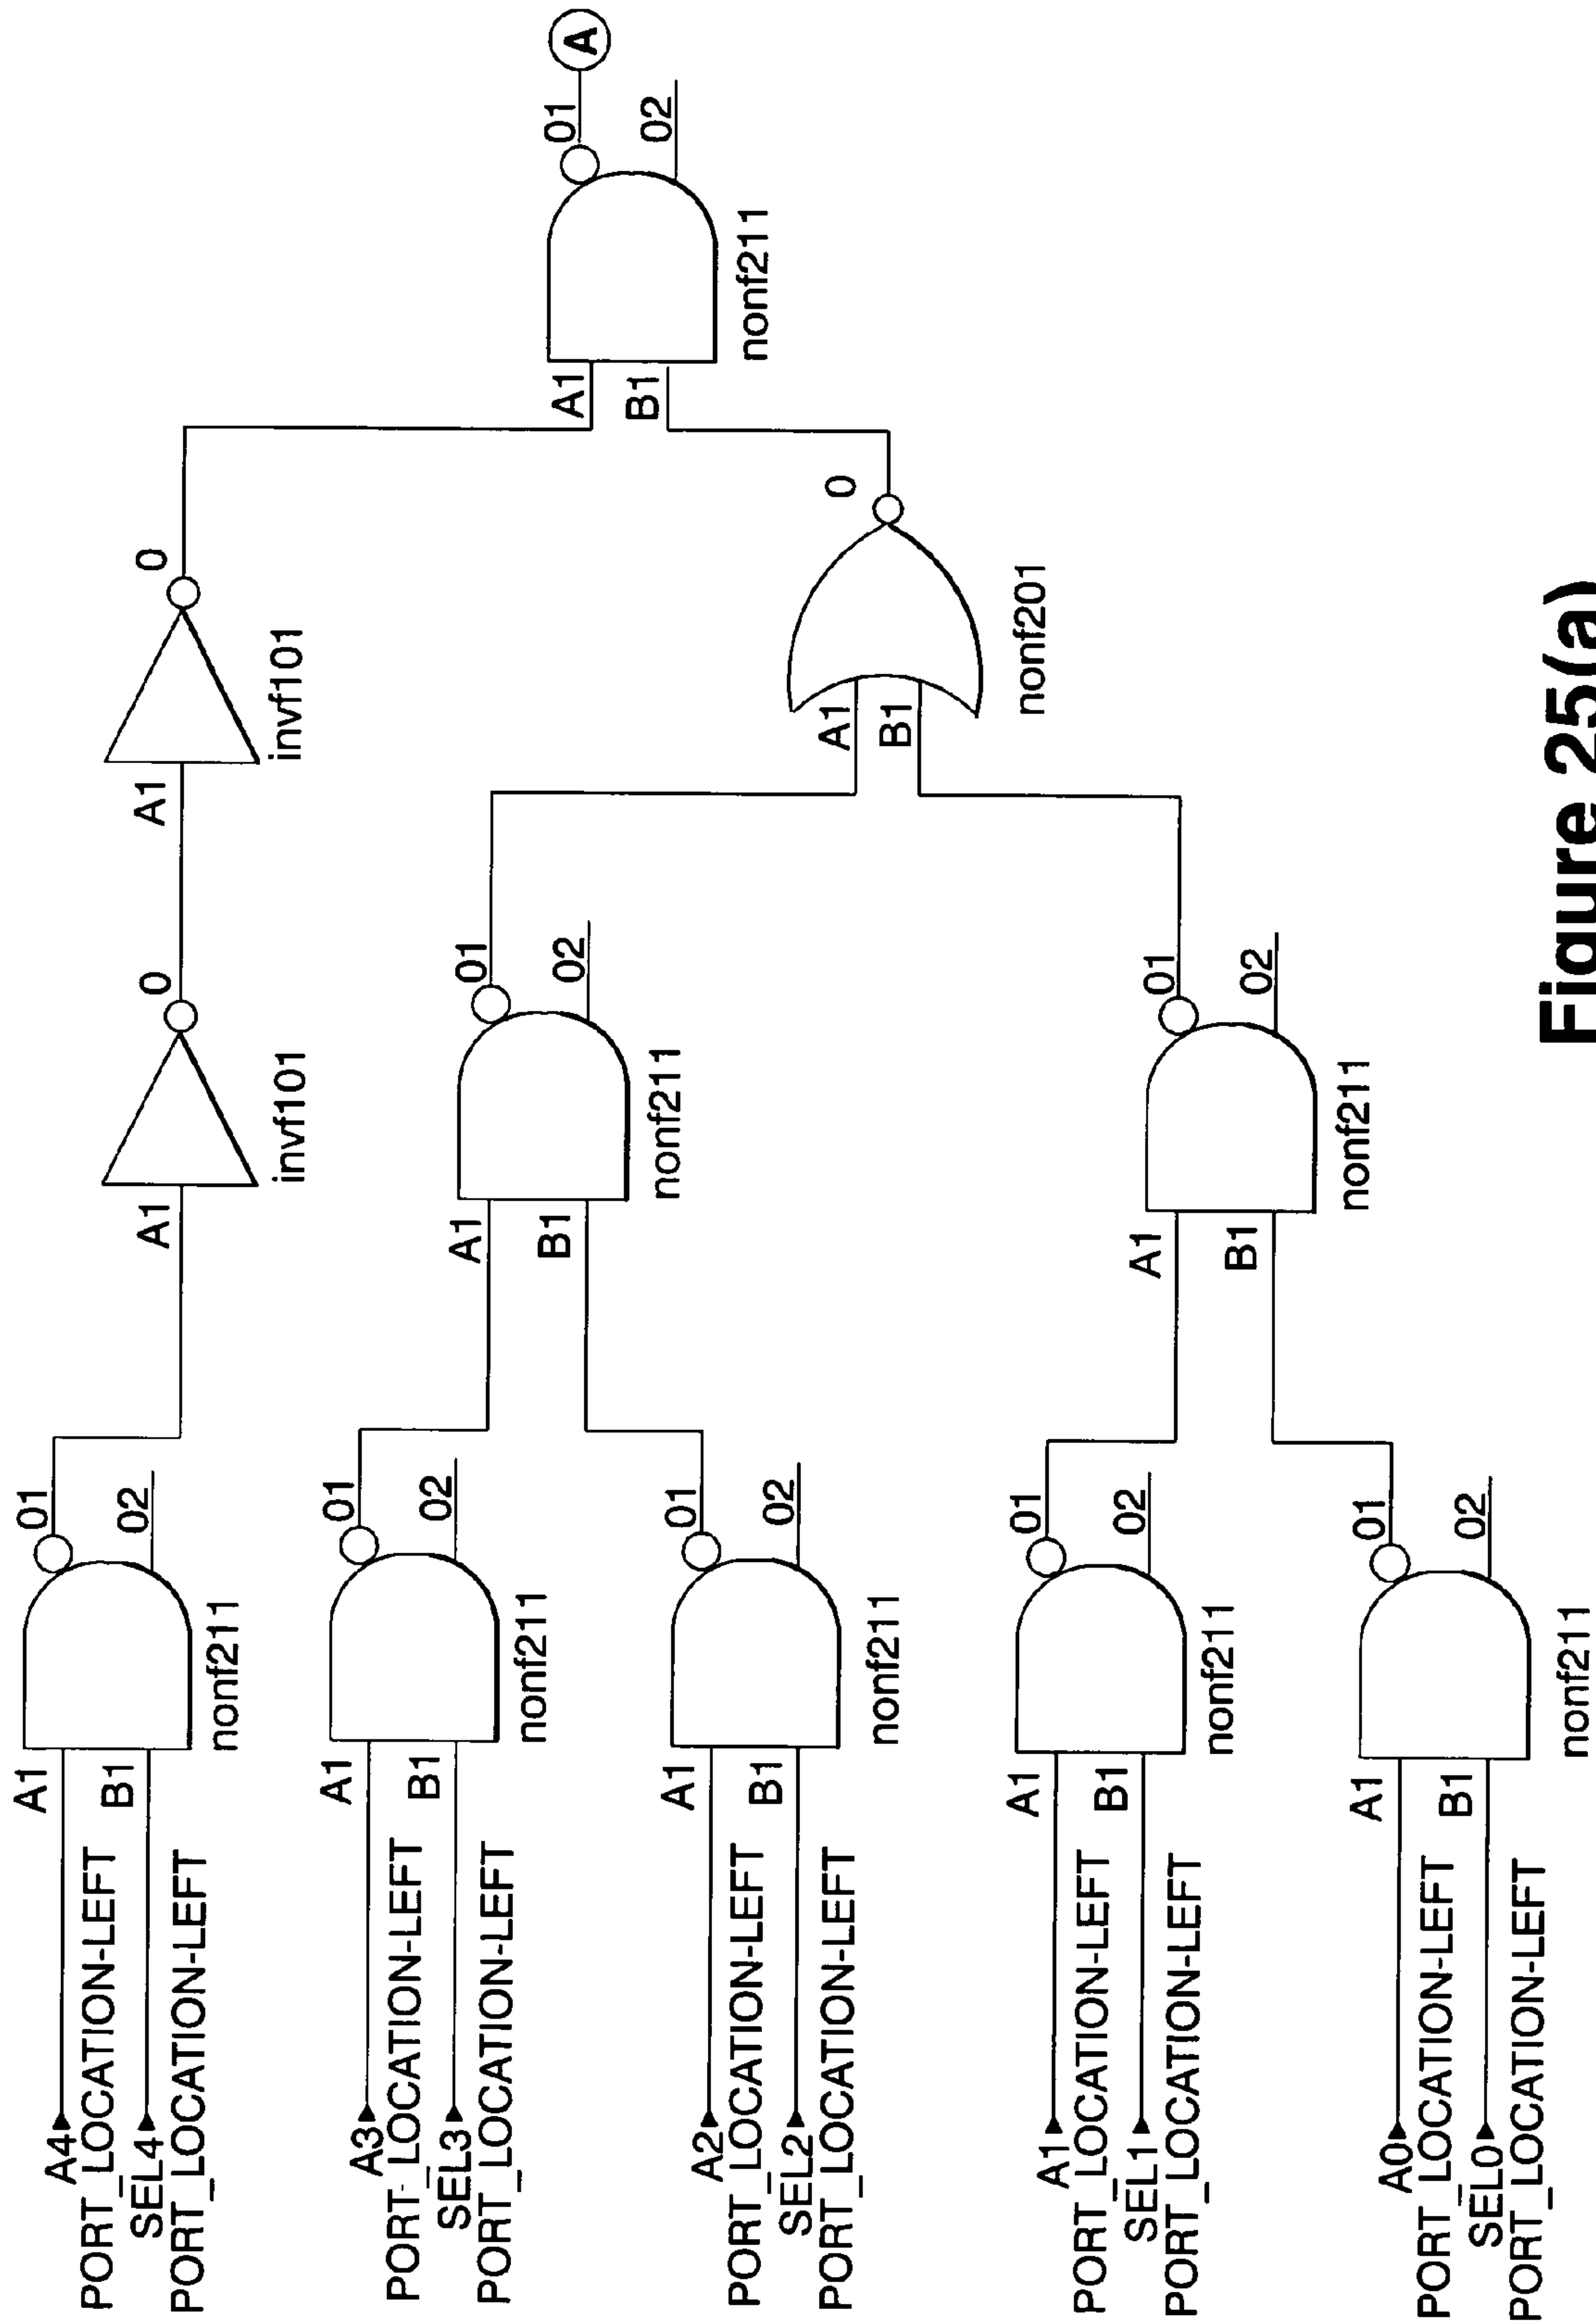 A4
PORT_LOCATION-LEFT
SEL4
PORT_LOCATION-LEFT
A1
B1
nonf211
01
02
A1
invf101
0
A1
invf101
0
A3
PORT-LOCATION-LEFT
SEL3
PORT_LOCATION-LEFT
A1
B1
nonf211
01
02
A2
PORT_LOCATION-LEFT
SEL2
PORT_LOCATION-LEFT
A1
B1
nonf211
01
02
A1
B1
nonf211
01
02
A1
PORT_LOCATION-LEFT
SEL1
PORT_LOCATION-LEFT
A1
B1
nonf211
01
02
A0
PORT_LOCATION-LEFT
SEL0
PORT_LOCATION-LEFT
A1
B1
nonf211
01
02
A1
B1
nonf211
01
02
A1
B1
nonf201
0
A1
B1
nonf211
01
02
A
Figure 25(a)